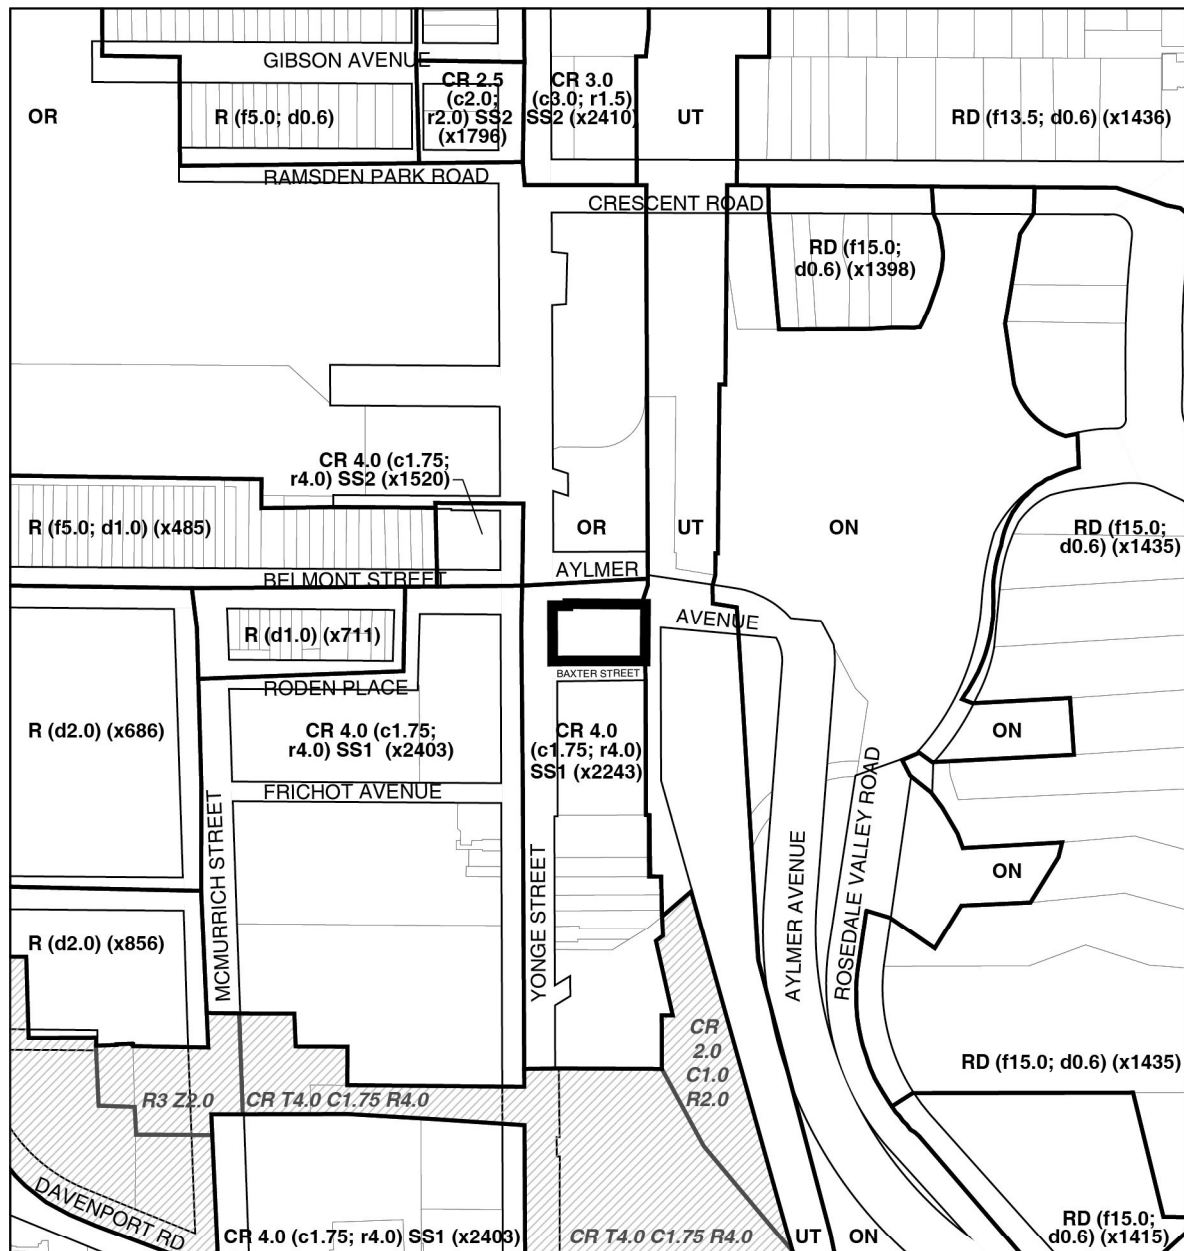 GIBSON AVENUE
OR
R (f5.0; d0.6)
CR 2.5
(c2.0;
r2.0) SS2
(x1796)
CR 3.0
(c3.0; r1.5)
SS2 (x2410)
UT
RD (f13.5; d0.6) (x1436)
RAMSDEN PARK ROAD
CRESCENT ROAD
RD (f15.0;
d0.6) (x1398)
CR 4.0 (c1.75;
r4.0) SS2 (x1520)
R (f5.0; d1.0) (x485)
OR
UT
ON
RD (f15.0;
d0.6) (x1435)
BELMONT STREET
AYLMER
AVENUE
R (d1.0) (x711)
BAXTER STREET
RODEN PLACE
R (d2.0) (x686)
CR 4.0 (c1.75;
r4.0) SS1 (x2403)
CR 4.0
(c1.75; r4.0)
SS1 (x2243)
ON
FRICHOT AVENUE
MCMURRICH STREET
YONGE STREET
AYLMER AVENUE
ROSEDALE VALLEY ROAD
ON
R (d2.0) (x856)
CR
2.0
C1.0
R2.0
RD (f15.0; d0.6) (x1435)
R3 Z2.0
CR T4.0 C1.75 R4.0
DAVENPORT RD
CR 4.0 (c1.75; r4.0) SS1 (x2403)
CR T4.0 C1.75 R4.0
UT
ON
RD (f15.0;
d0.6) (x1415)